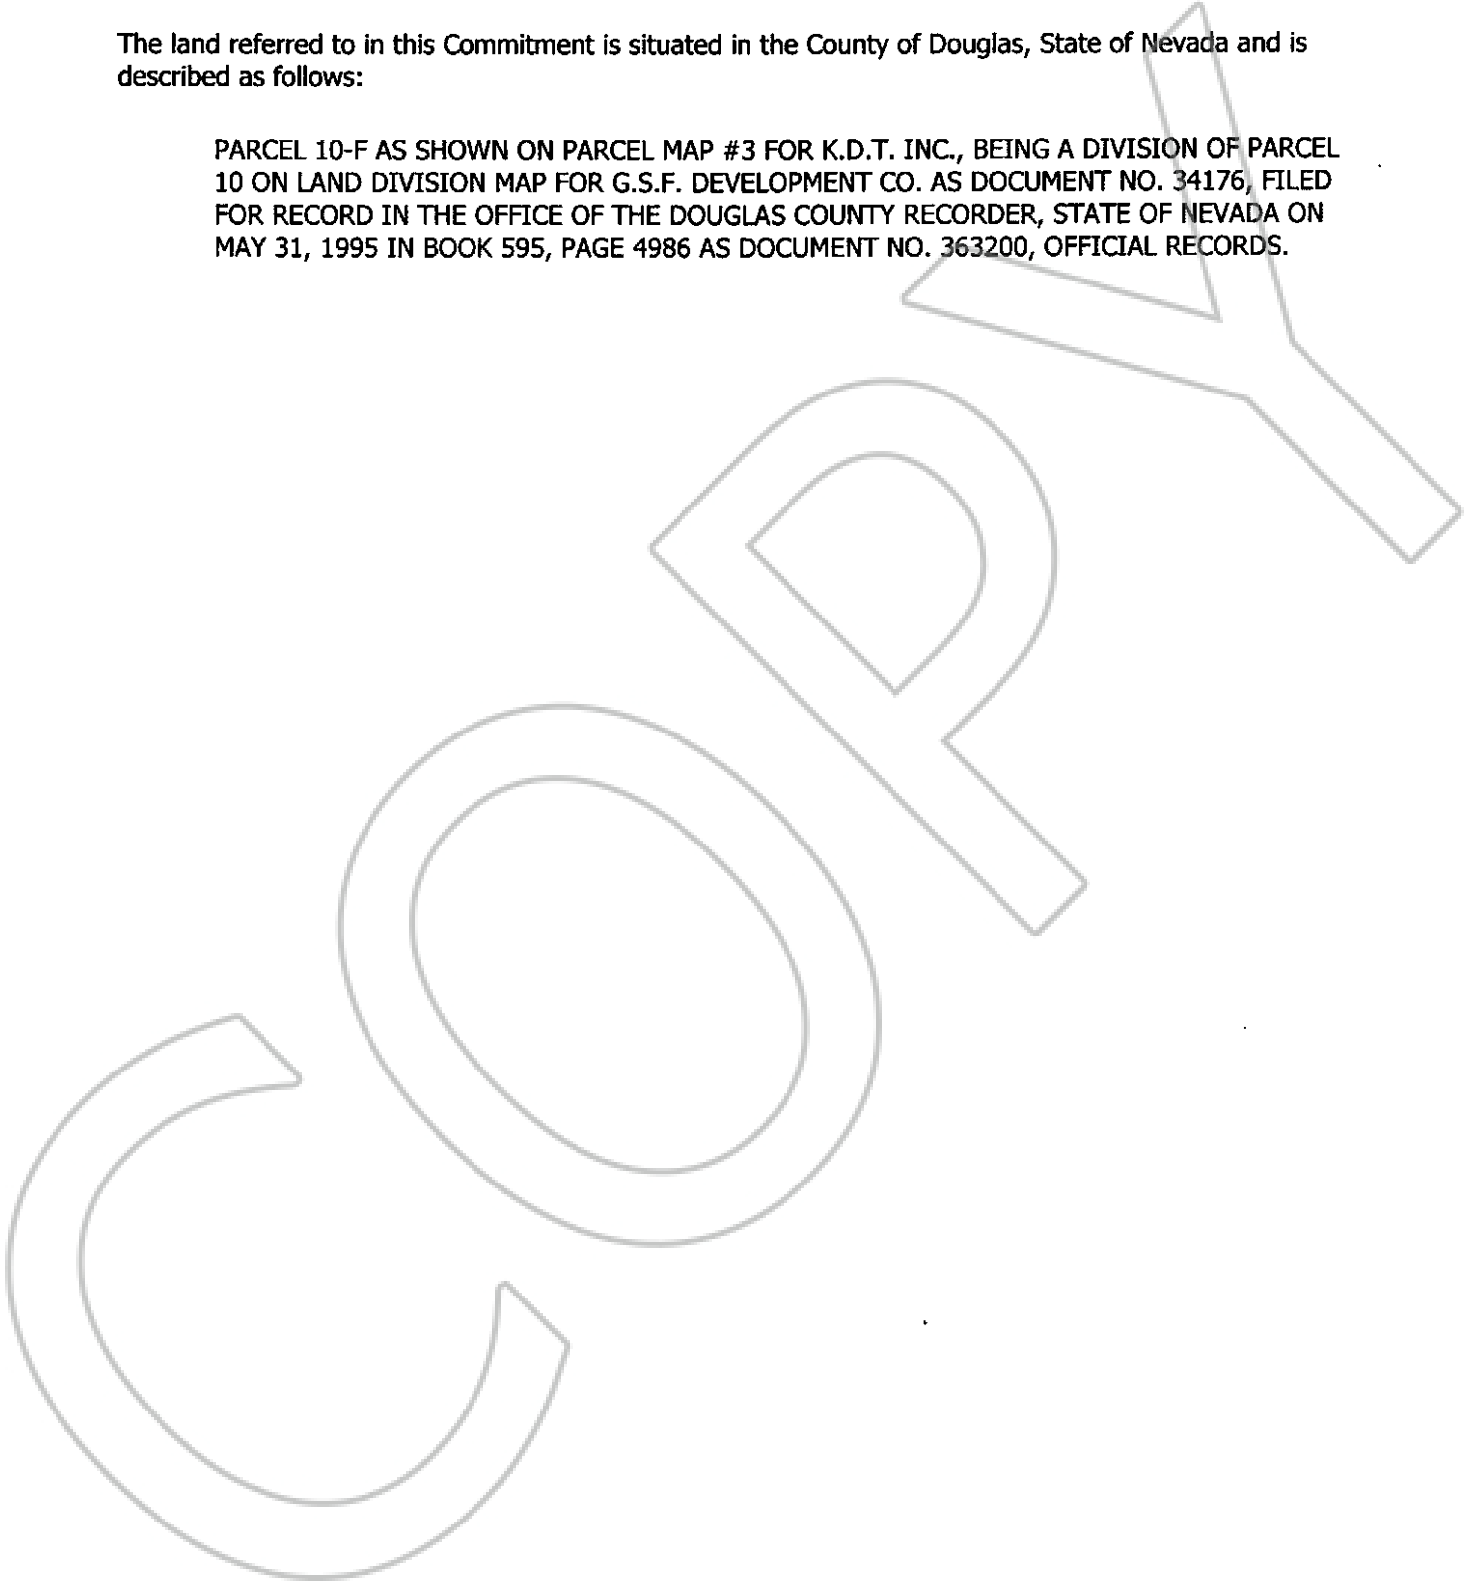 The land referred to in this Commitment is situated in the County of Douglas, State of Nevada and is
described as follows:
PARCEL 10-F AS SHOWN ON PARCEL MAP #3 FOR K.D.T. INC., BEING A DIVISION OF PARCEL
10 ON LAND DIVISION MAP FOR G.S.F. DEVELOPMENT CO. AS DOCUMENT NO. 34176, FILED
FOR RECORD IN THE OFFICE OF THE DOUGLAS COUNTY RECORDER, STATE OF NEVADA ON
MAY 31, 1995 IN BOOK 595, PAGE 4986 AS DOCUMENT NO. 363200, OFFICIAL RECORDS.
COPY